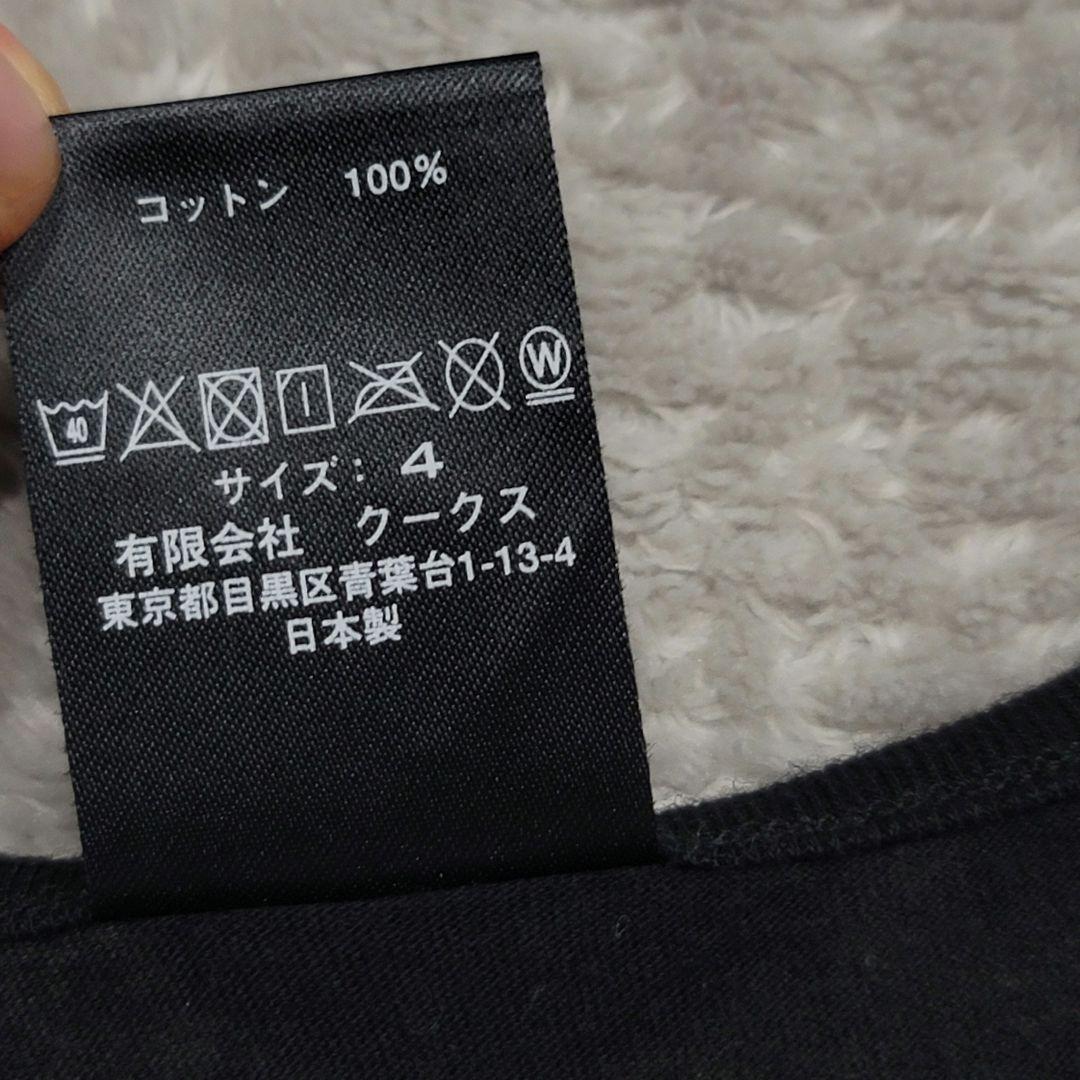 コットン 100%
40 W
サイズ： 4
有限会社 クークス
東京都目黒区青葉台1-13-4
日本製